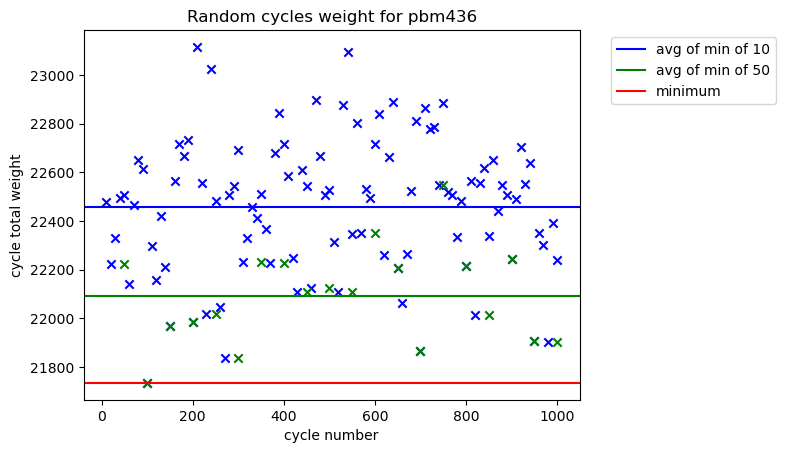 Random cycles weight for pbm436
avg of min of 10
avg of min of 50
minimum
cycle total weight
23000
22800
22600
22400
22200
22000
21800
0 200 400 600 800 1000
cycle number